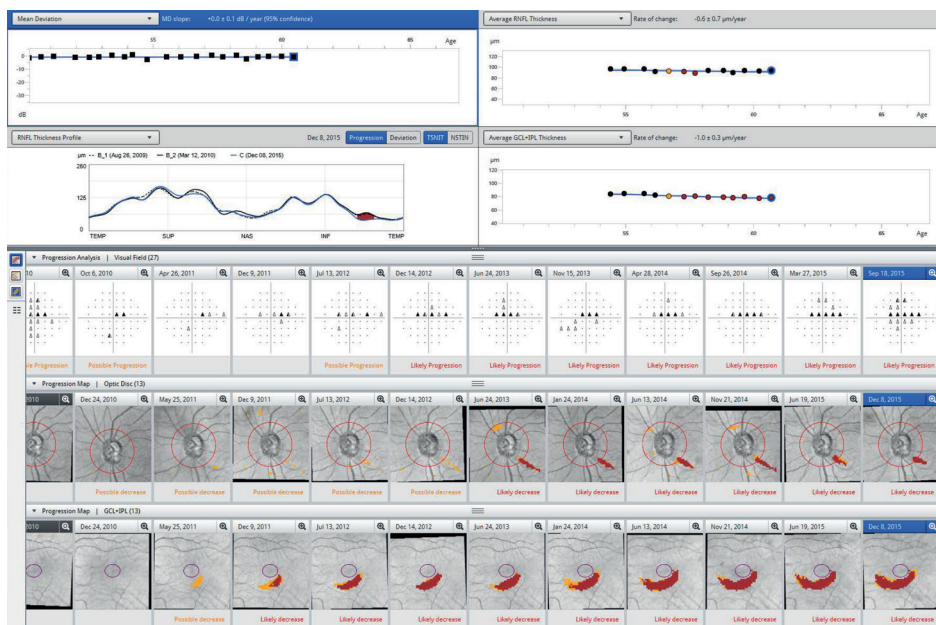 Mean Deviation MD slope: +0.0 ± 0.1 dB / year (95% confidence)
55 60 65 Age
0
-10
-20
-30
dB
Average RNFL Thickness Rate of change: -0.6 ± 0.7 µm/year
µm
120
100
80
60
40
55 60 65 Age
RNFL Thickness Profile Dec 8, 2015 Progression Deviation TSNIT NSTIN
µm B_1 (Aug 26, 2009) B_2 (Mar 12, 2010) C (Dec 08, 2015)
260
125
0
TEMP SUP NAS INF TEMP
Average GCL+IPL Thickness Rate of change: -1.0 ± 0.3 µm/year
µm
120
100
80
60
40
55 60 65 Age
Progression Analysis | Visual Field (27)
10 Oct 6, 2010 Apr 26, 2011 Dec 9, 2011 Jul 13, 2012 Dec 14, 2012 Jun 24, 2013 Nov 15, 2013 Apr 28, 2014 Sep 26, 2014 Mar 27, 2015 Sep 18, 2015
le Progression Possible Progression Possible Progression Likely Progression Likely Progression Likely Progression Likely Progression Likely Progression Likely Progression Likely Progression
Progression Map | Optic Disc (13)
2010 Dec 24, 2010 May 25, 2011 Dec 9, 2011 Jul 13, 2012 Dec 14, 2012 Jun 24, 2013 Jan 24, 2014 Jun 13, 2014 Nov 21, 2014 Jun 19, 2015 Dec 8, 2015
Possible decrease Possible decrease Possible decrease Possible decrease Possible decrease Likely decrease Likely decrease Likely decrease Likely decrease Likely decrease Likely decrease
Progression Map | GCL+IPL (13)
2010 Dec 24, 2010 May 25, 2011 Dec 9, 2011 Jul 13, 2012 Dec 14, 2012 Jun 24, 2013 Jan 24, 2014 Jun 13, 2014 Nov 21, 2014 Jun 19, 2015 Dec 8, 2015
Possible decrease Likely decrease Likely decrease Likely decrease Likely decrease Likely decrease Likely decrease Likely decrease Likely decrease Likely decrease